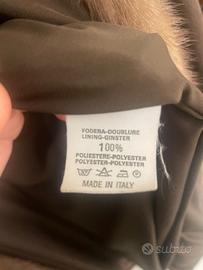 FODERA-DOUBLURE
LINING-GINSTER
100%
POLIESTERE-POLYESTER
POLYESTER-POLYESTER
MADE IN ITALY
subito